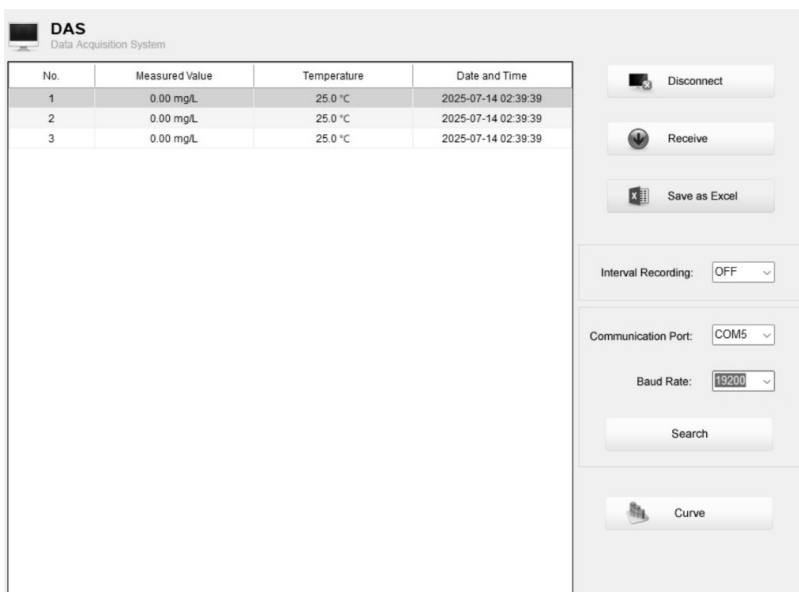 DAS
Data Acquisition System
No. Measured Value Temperature Date and Time
1 0.00 mg/L 25.0 °C 2025-07-14 02:39:39
2 0.00 mg/L 25.0 °C 2025-07-14 02:39:39
3 0.00 mg/L 25.0 °C 2025-07-14 02:39:39
Disconnect
Receive
Save as Excel
Interval Recording: OFF
Communication Port: COM5
Baud Rate: 19200
Search
Curve